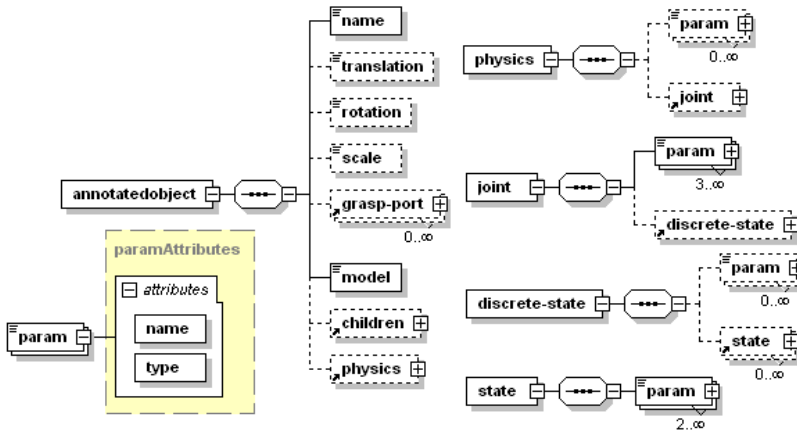 name
translation
rotation
scale
annotatedobject
grasp-port
0..∞
model
children
physics
paramAttributes
attributes
param
name
type
physics
param
0..∞
joint
joint
param
3..∞
discrete-state
discrete-state
param
0..∞
state
0..∞
state
param
2..∞